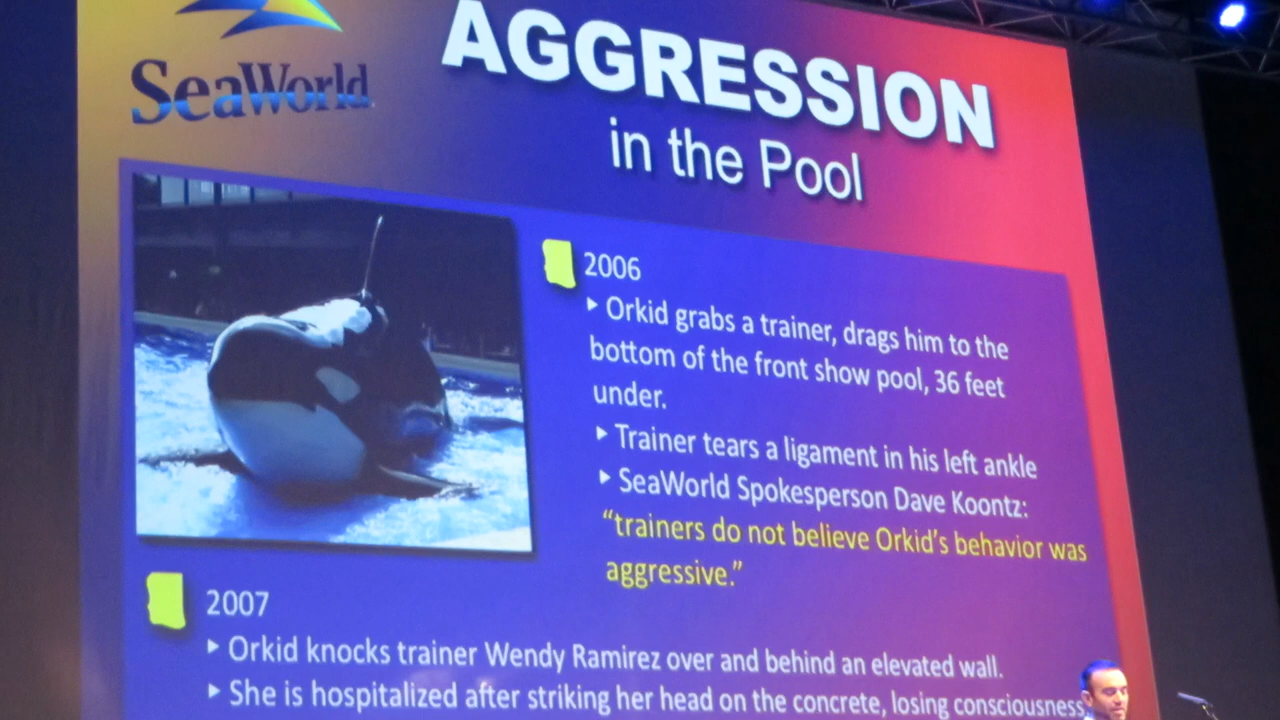 SeaWorld
AGGRESSION
in the Pool
2006
Orkid grabs a trainer, drags him to the
bottom of the front show pool, 36 feet
under.
Trainer tears a ligament in his left ankle
SeaWorld Spokesperson Dave Koontz:
“trainers do not believe Orkid's behavior was
aggressive.”
2007
Orkid knocks trainer Wendy Ramirez over and behind an elevated wall.
She is hospitalized after striking her head on the concrete, losing consciousness